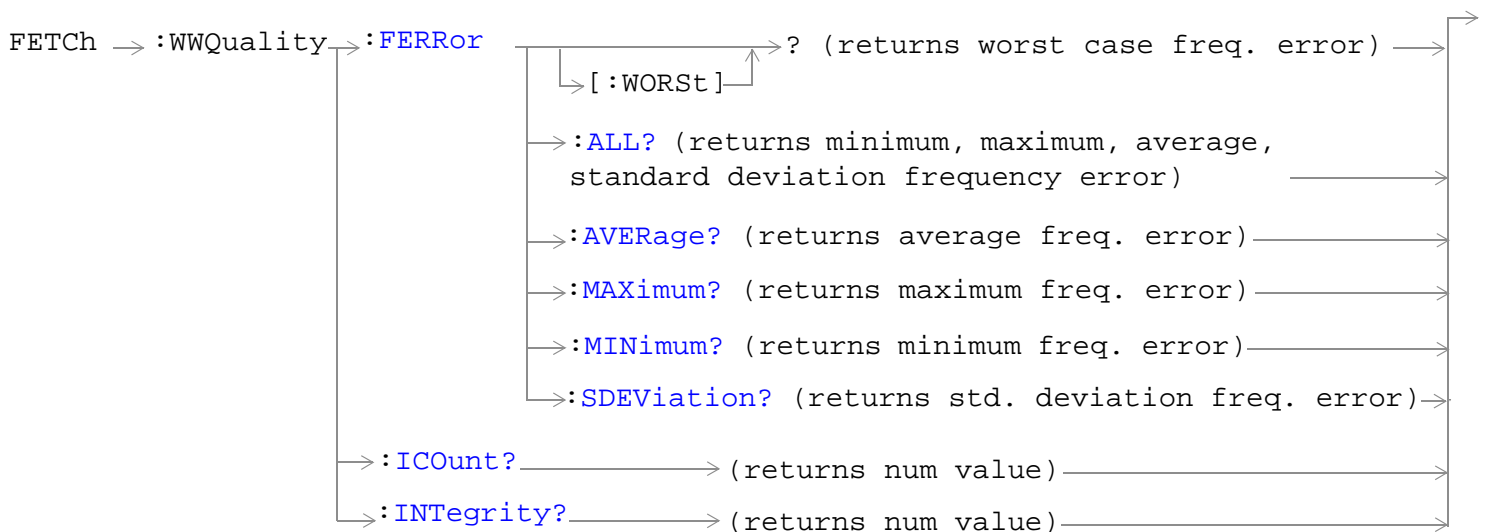 FETCh :WWQuality :FERRor ? (returns worst case freq. error)
[:WORSt]
:ALL? (returns minimum, maximum, average,
standard deviation frequency error)
:AVERage? (returns average freq. error)
:MAXimum? (returns maximum freq. error)
:MINimum? (returns minimum freq. error)
:SDEViation? (returns std. deviation freq. error)
:ICOunt? (returns num value)
:INTegrity? (returns num value)